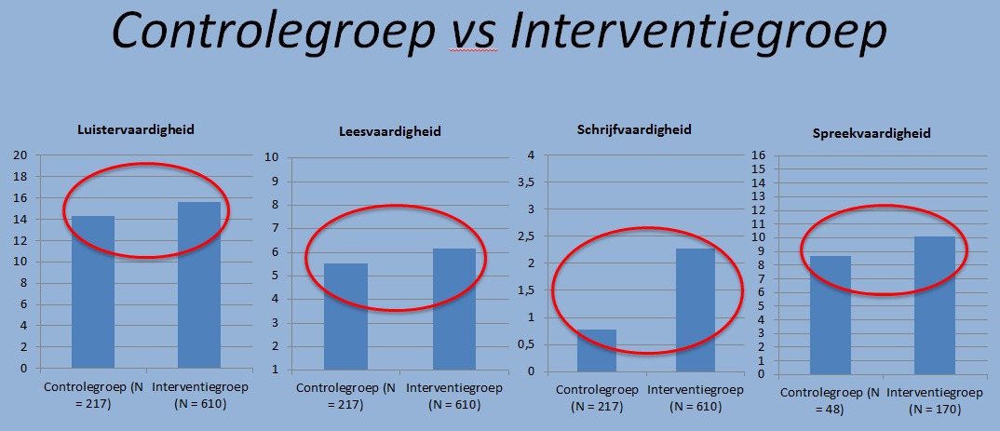 Controlegroep vs Interventiegroep
Luistervaardigheid
20
18
16
14
12
10
8
6
4
2
0
Controlegroep (N
= 217)
Interventiegroep
(N = 610)
Leesvaardigheid
10
9
8
7
6
5
4
3
2
1
Controlegroep (N
= 217)
Interventiegroep
(N = 610)
Schrijfvaardigheid
4
3,5
3
2,5
2
1,5
1
0,5
0
Controlegroep
(N = 217)
Interventiegroep
(N = 610)
Spreekvaardigheid
16
15
14
13
12
11
10
9
8
7
6
5
4
3
2
1
0
Controlegroep (N
= 48)
Interventiegroep
(N = 170)